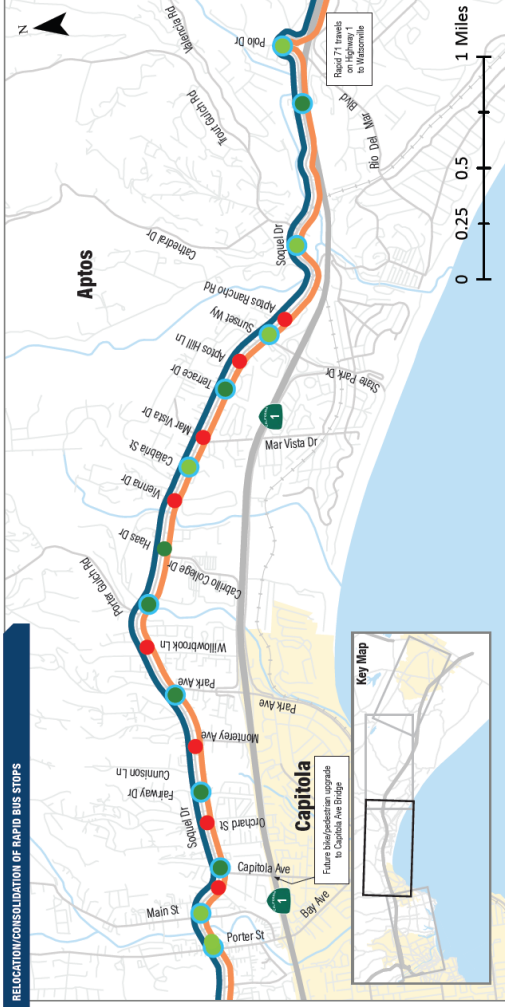 RELOCATION/CONSOLIDATION OF RAPID BUS STOPS
N
Valencia Rd
Trout Gulch Rd
Polo Dr
Rapid 71 travels
on Highway 1
to Watsonville
Rio Del Mar
Blvd
Cathedral Dr
Aptos
Soquel Dr
Aptos Rancho Rd
Sunset Wy
Aptos Hill Ln
Terrace Dr
State Park Dr
Mar Vista Dr
1
Mar Vista Dr
Calabria St
Vienna Dr
Haas Dr
Cabrillo College Dr
Porter Gulch Rd
Willowbrook Ln
Park Ave
Park Ave
Monterey Ave
Cunnison Ln
Fairway Dr
Soquel Dr
Orchard St
Capitola
Capitola Ave
Future bike/pedestrian upgrade
to Capitola Ave Bridge
1
Bay Ave
Main St
Porter St
Key Map
0 0.25 0.5 1 Miles